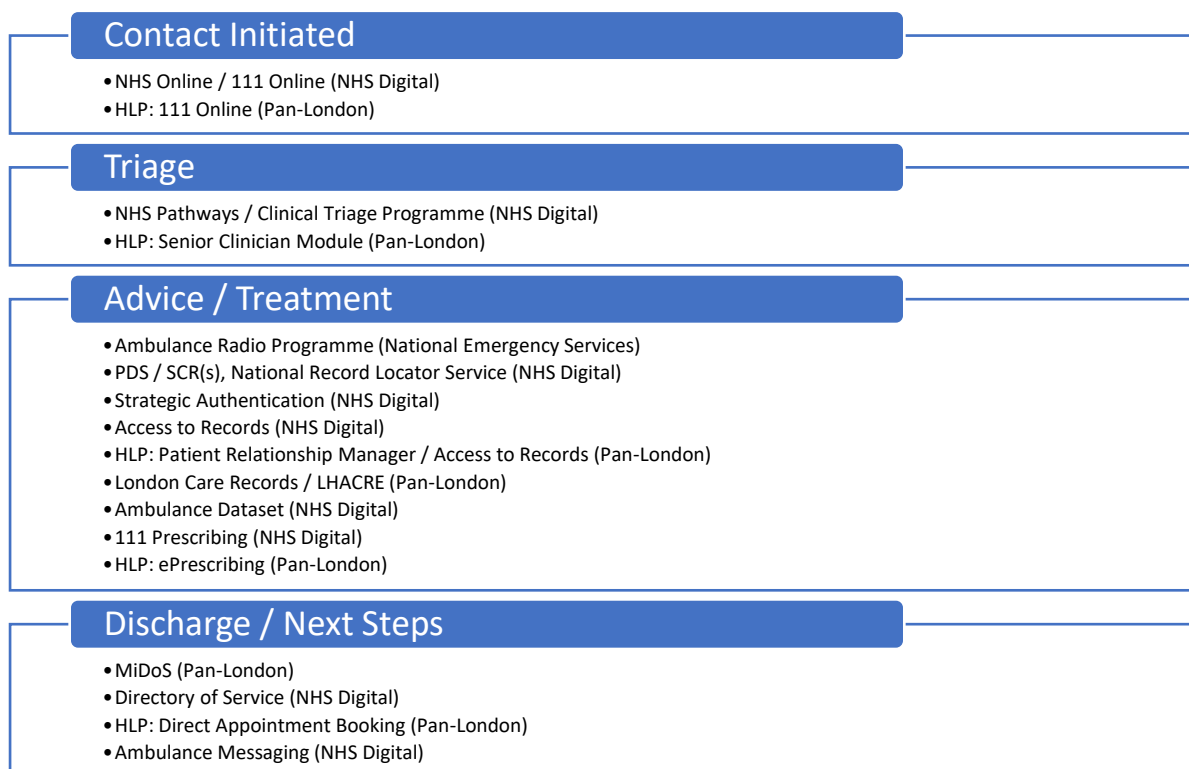 Contact Initiated
•NHS Online / 111 Online (NHS Digital)
•HLP: 111 Online (Pan-London)
Triage
•NHS Pathways / Clinical Triage Programme (NHS Digital)
•HLP: Senior Clinician Module (Pan-London)
Advice / Treatment
•Ambulance Radio Programme (National Emergency Services)
•PDS / SCR(s), National Record Locator Service (NHS Digital)
•Strategic Authentication (NHS Digital)
•Access to Records (NHS Digital)
•HLP: Patient Relationship Manager / Access to Records (Pan-London)
•London Care Records / LHACRE (Pan-London)
•Ambulance Dataset (NHS Digital)
•111 Prescribing (NHS Digital)
•HLP: ePrescribing (Pan-London)
Discharge / Next Steps
•MiDoS (Pan-London)
•Directory of Service (NHS Digital)
•HLP: Direct Appointment Booking (Pan-London)
•Ambulance Messaging (NHS Digital)